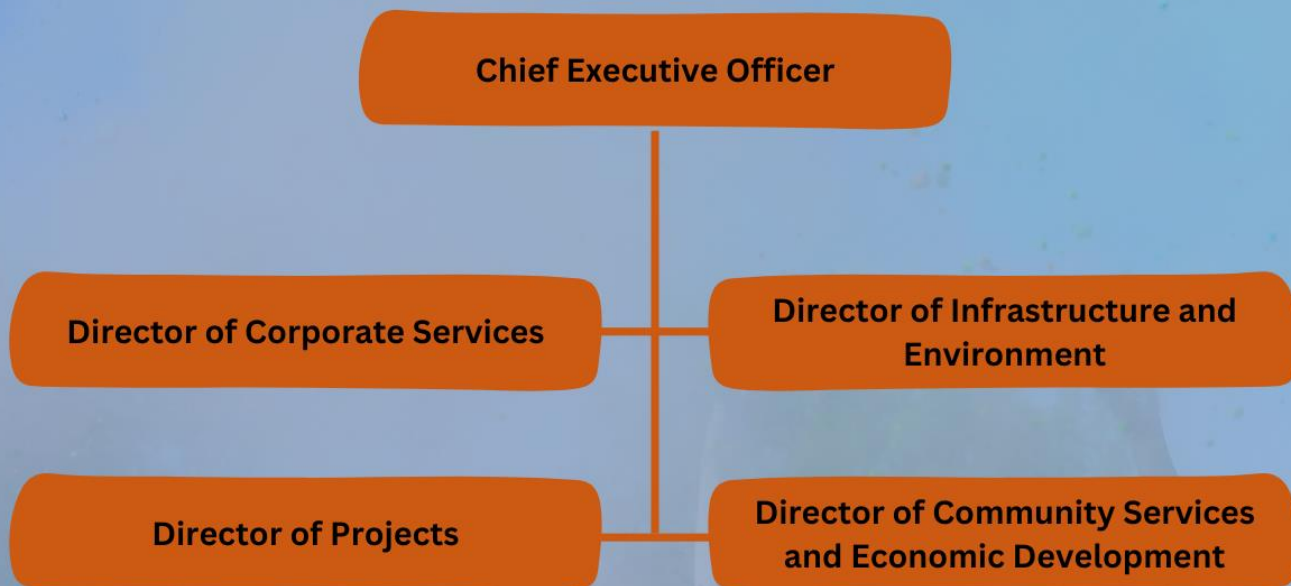 Chief Executive Officer
Director of Corporate Services
Director of Infrastructure and
Environment
Director of Projects
Director of Community Services
and Economic Development